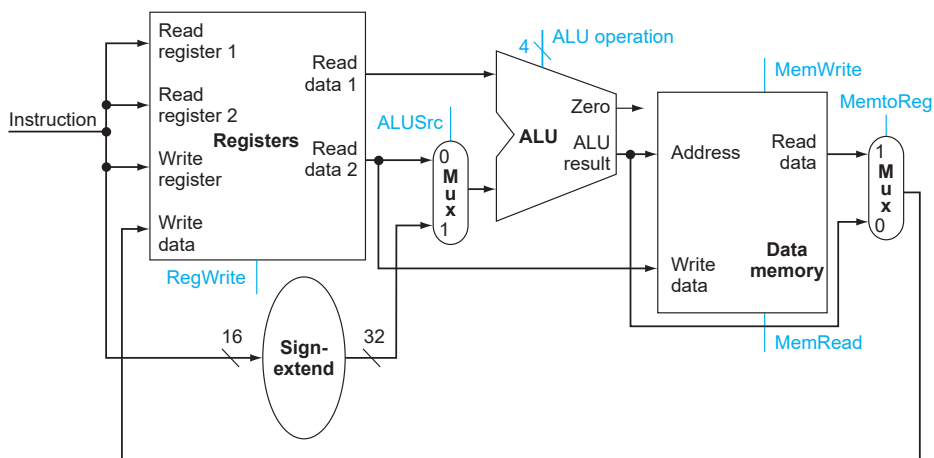 Instruction
Read
register 1
Read
register 2
Registers
Write
register
Write
data
Read
data 1
Read
data 2
RegWrite
16
Sign-
extend
32
ALUSrc
0
M
u
x
1
4
ALU operation
Zero
ALU
ALU
result
MemWrite
Address
Read
data
Write
data
Data
memory
MemRead
MemtoReg
1
M
u
x
0